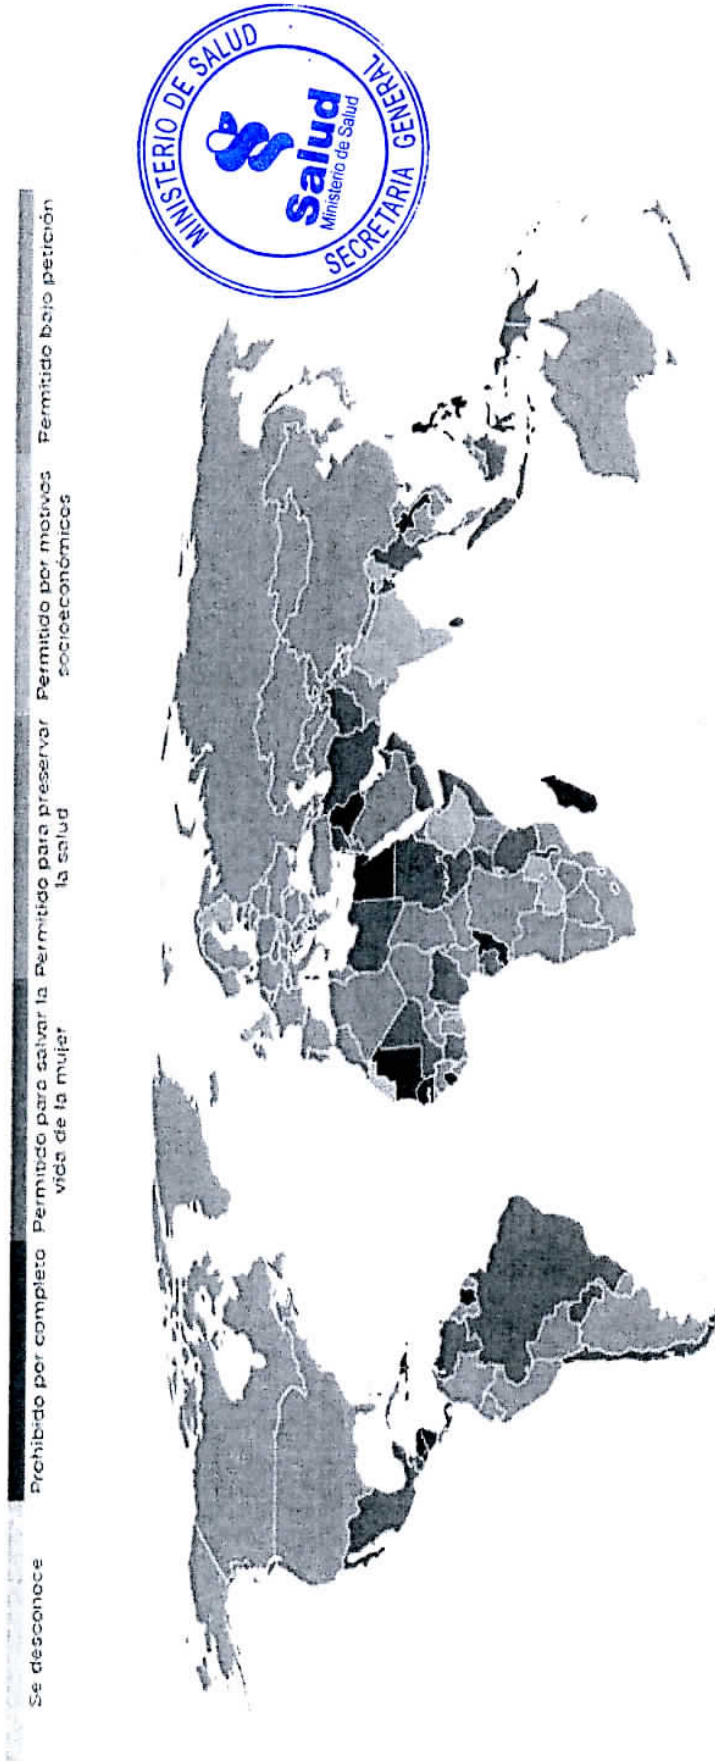 Se desconoce
Prohibido por completo
Permitido para salvar la
vida de la mujer
Permitido para preservar
la salud
Permitido por motivos
socioeconómicos
Permitido bajo petición
MINISTERIO DE SALUD
Salud
Ministerio de Salud
SECRETARIA GENERAL